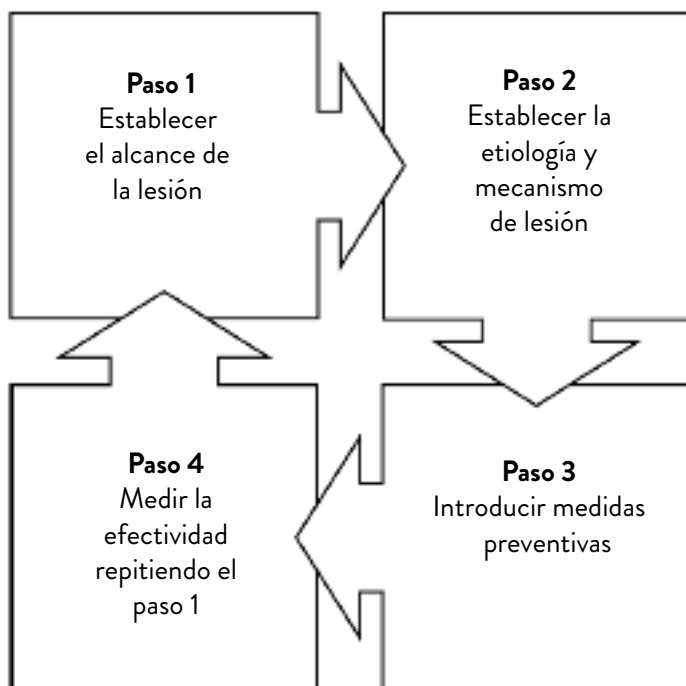 Paso 1
Establecer
el alcance de
la lesión
Paso 2
Establecer la
etiología y
mecanismo
de lesión
Paso 3
Introducir medidas
preventivas
Paso 4
Medir la
efectividad
repitiendo el
paso 1